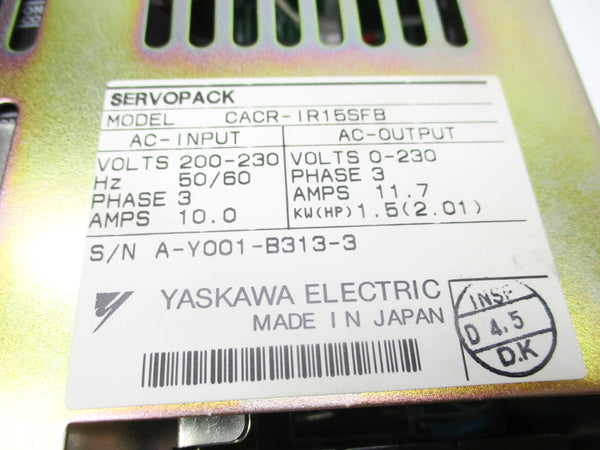 SERVOPACK
MODEL CACR-IR15SFB
AC-INPUT AC-OUTPUT
VOLTS 200-230 VOLTS 0-230
Hz 50/60 PHASE 3
PHASE 3 AMPS 11.7
AMPS 10.0 KW(HP) 1.5(2.01)
S/N A-Y001-B313-3
YASKAWA ELECTRIC
MADE IN JAPAN
INSP
D 4.5
D.K